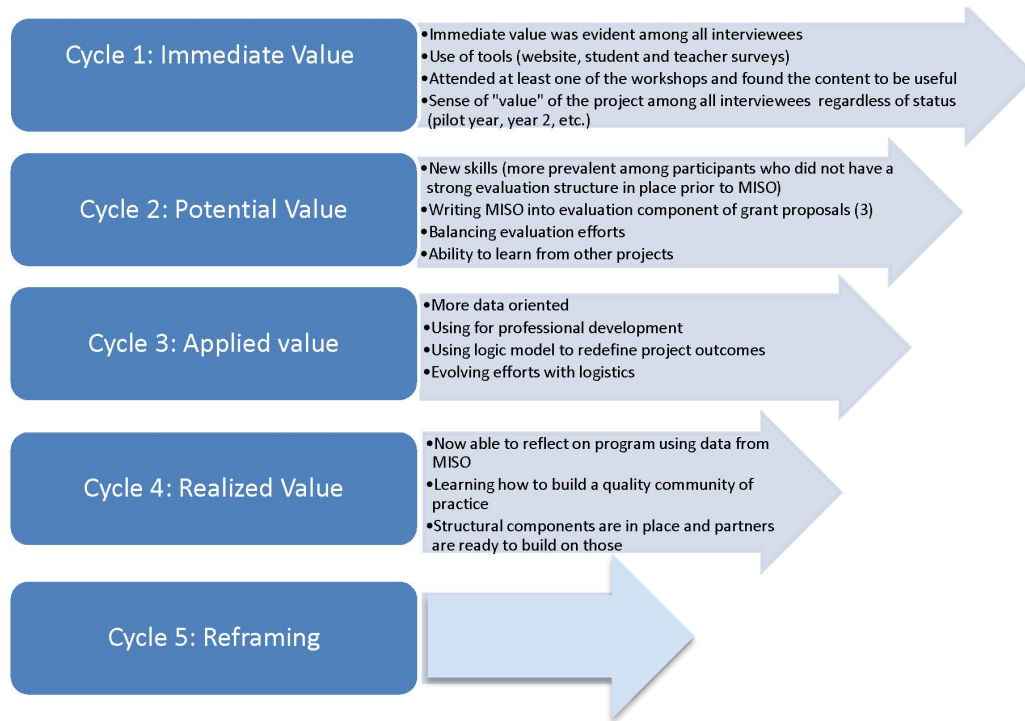 Cycle 1: Immediate Value
•Immediate value was evident among all interviewees
•Use of tools (website, student and teacher surveys)
•Attended at least one of the workshops and found the content to be useful
•Sense of "value" of the project among all interviewees regardless of status
(pilot year, year 2, etc.)
Cycle 2: Potential Value
•New skills (more prevalent among participants who did not have a
strong evaluation structure in place prior to MISO)
•Writing MISO into evaluation component of grant proposals (3)
•Balancing evaluation efforts
•Ability to learn from other projects
Cycle 3: Applied value
•More data oriented
•Using for professional development
•Using logic model to redefine project outcomes
•Evolving efforts with logistics
Cycle 4: Realized Value
•Now able to reflect on program using data from
MISO
•Learning how to build a quality community of
practice
•Structural components are in place and partners
are ready to build on those
Cycle 5: Reframing